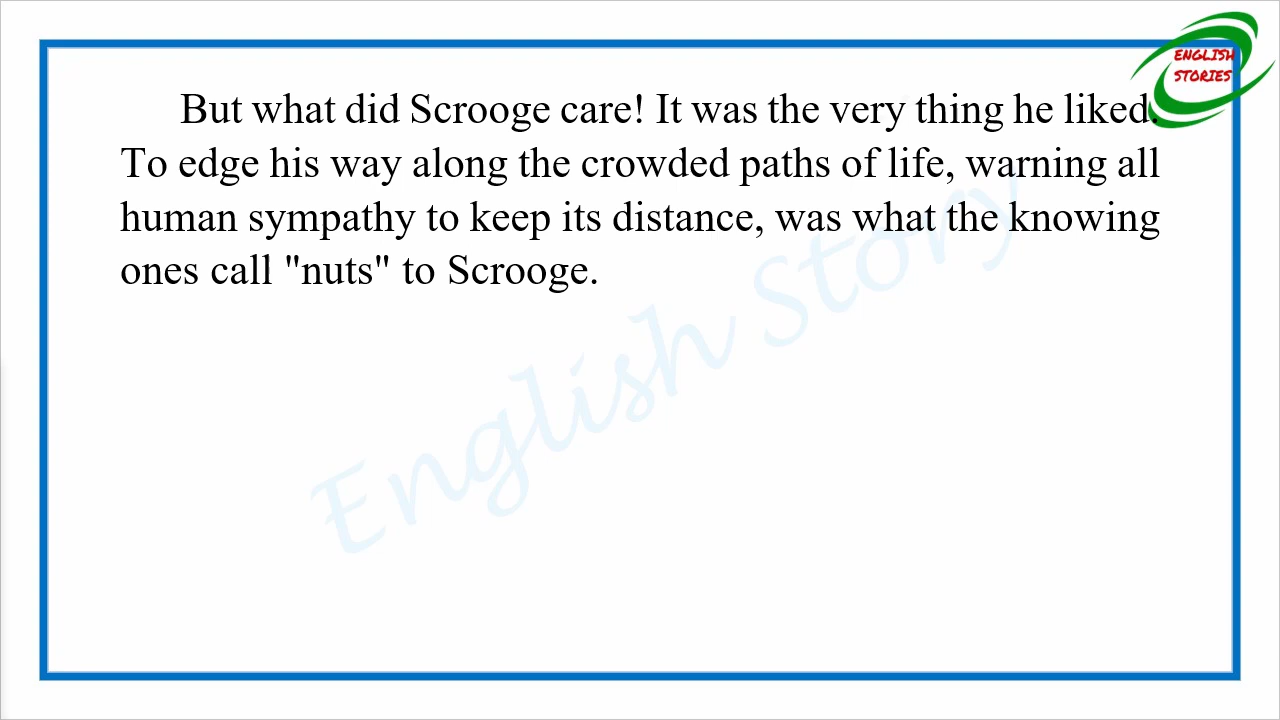 ENGLISH
STORIES
But what did Scrooge care! It was the very thing he liked.
To edge his way along the crowded paths of life, warning all
human sympathy to keep its distance, was what the knowing
ones call "nuts" to Scrooge.
English Story